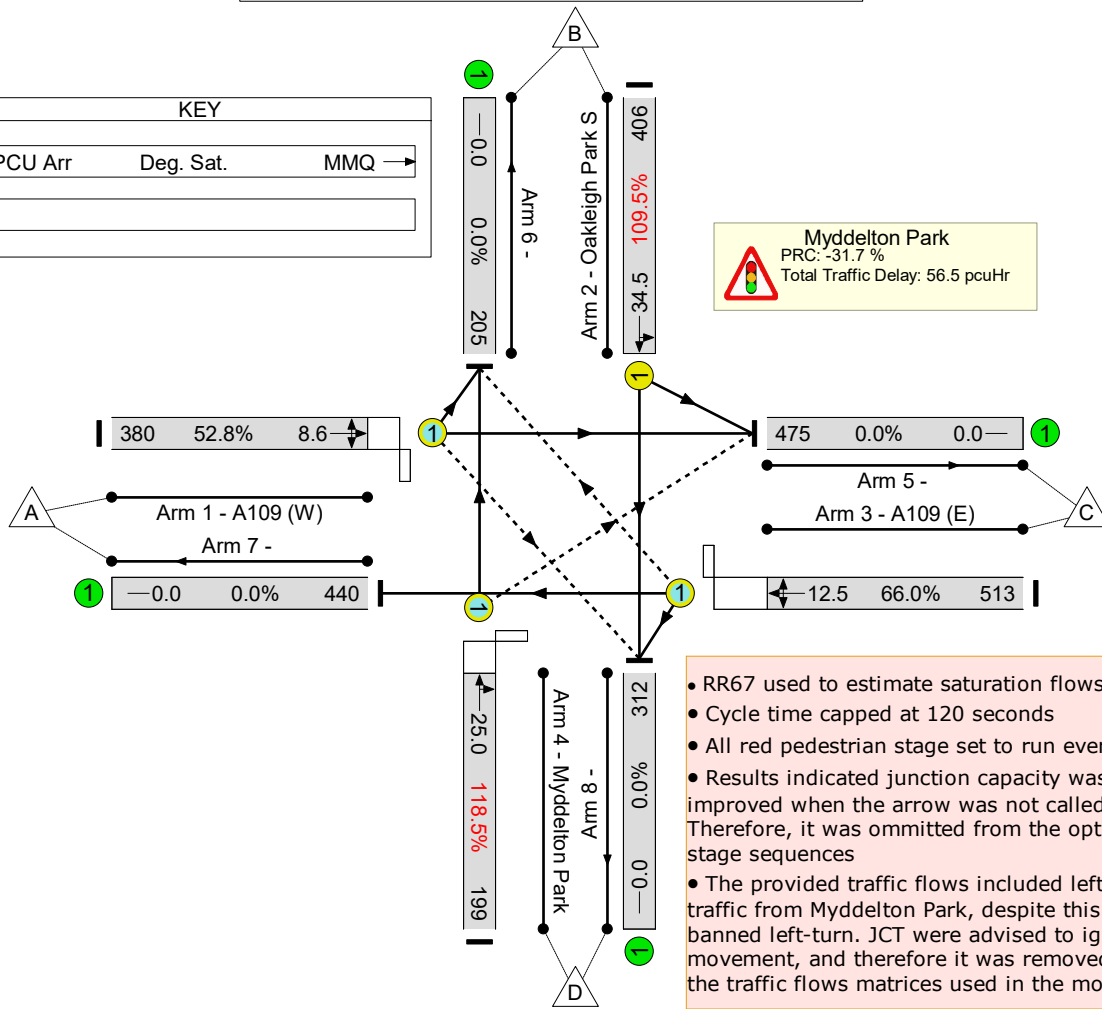 B
KEY
PCU Arr Deg. Sat. MMQ
1
0.0 0.0% 205
Arm 6 -
Arm 2 - Oakleigh Park S
406 109.5% 34.5
Myddelton Park
PRC: -31.7 %
Total Traffic Delay: 56.5 pcuHr
1
380 52.8% 8.6
1
475 0.0% 0.0
1
A
Arm 1 - A109 (W)
Arm 7 -
Arm 5 -
Arm 3 - A109 (E)
C
1
0.0 0.0% 440
1
1
12.5 66.0% 513
25.0 118.5% 199
Arm 4 - Myddelton Park
Arm 8 -
312 0.0% 0.0
1
D
• RR67 used to estimate saturation flows
• Cycle time capped at 120 seconds
• All red pedestrian stage set to run ever
• Results indicated junction capacity was
improved when the arrow was not called
Therefore, it was ommitted from the opt
stage sequences
• The provided traffic flows included left
traffic from Myddelton Park, despite this
banned left-turn. JCT were advised to ig
movement, and therefore it was removed
the traffic flows matrices used in the mo